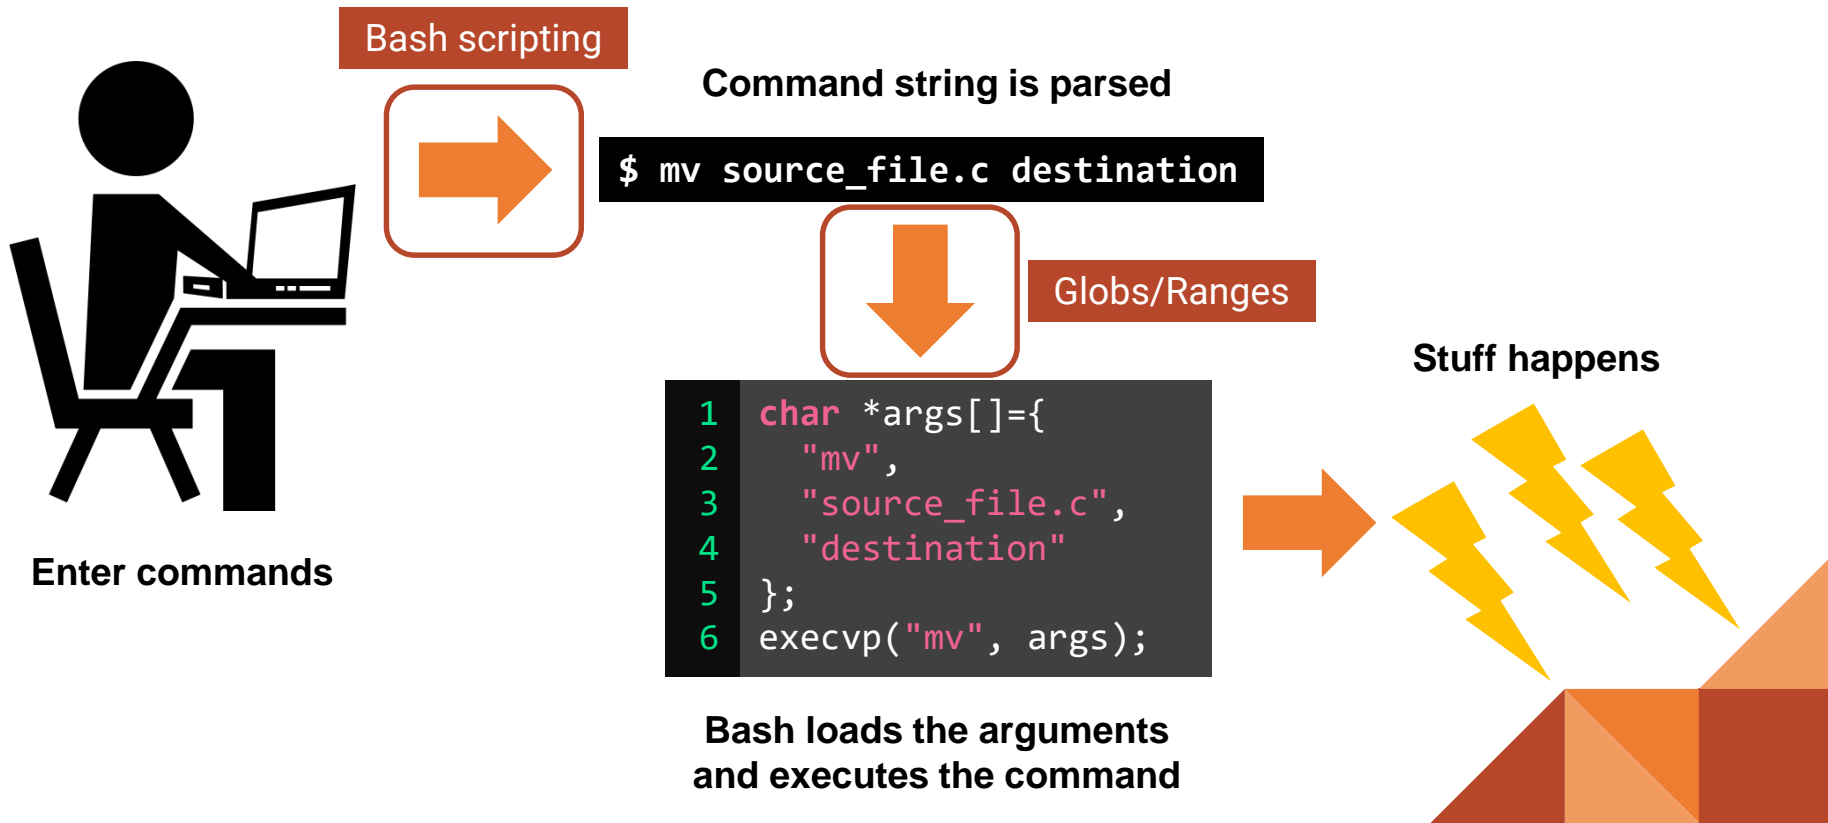 Bash scripting
Command string is parsed
$ mv source_file.c destination
Globs/Ranges
Stuff happens
1 char *args[]={
2   "mv",
3   "source_file.c",
4   "destination"
5 };
6 execvp("mv", args);
Enter commands
Bash loads the arguments
and executes the command